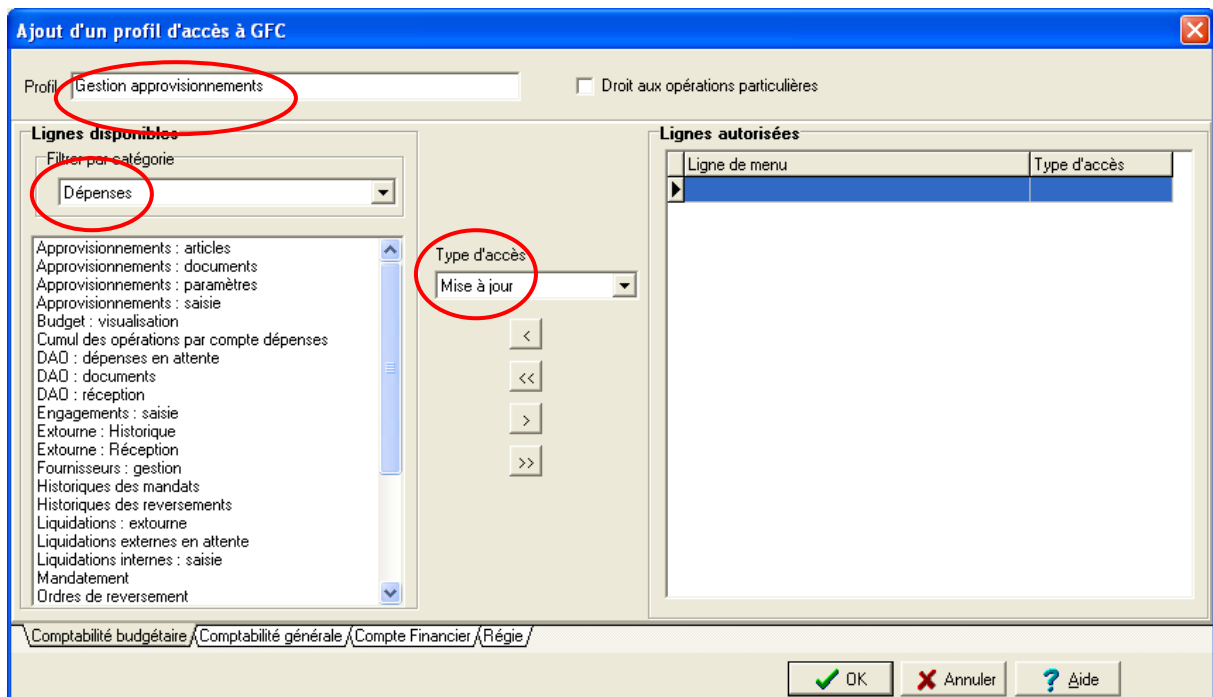 Ajout d'un profil d'accès à GFC
Profil Gestion approvisionnements
Droit aux opérations particulières
Lignes disponibles
Filtrer par catégorie
Dépenses
Approvisionnements : articles
Approvisionnements : documents
Approvisionnements : paramètres
Approvisionnements : saisie
Budget : visualisation
Cumul des opérations par compte dépenses
DAO : dépenses en attente
DAO : documents
DAO : réception
Engagements : saisie
Extourne : Historique
Extourne : Réception
Fournisseurs : gestion
Historiques des mandats
Historiques des reversements
Liquidations : extourne
Liquidations externes en attente
Liquidations internes : saisie
Mandatement
Ordres de reversement
Type d'accès
Mise à jour
<
<<
>
>>
Lignes autorisées
Ligne de menu Type d'accès
Comptabilité budgétaire Comptabilité générale Compte Financier Régie
OK Annuler ? Aide